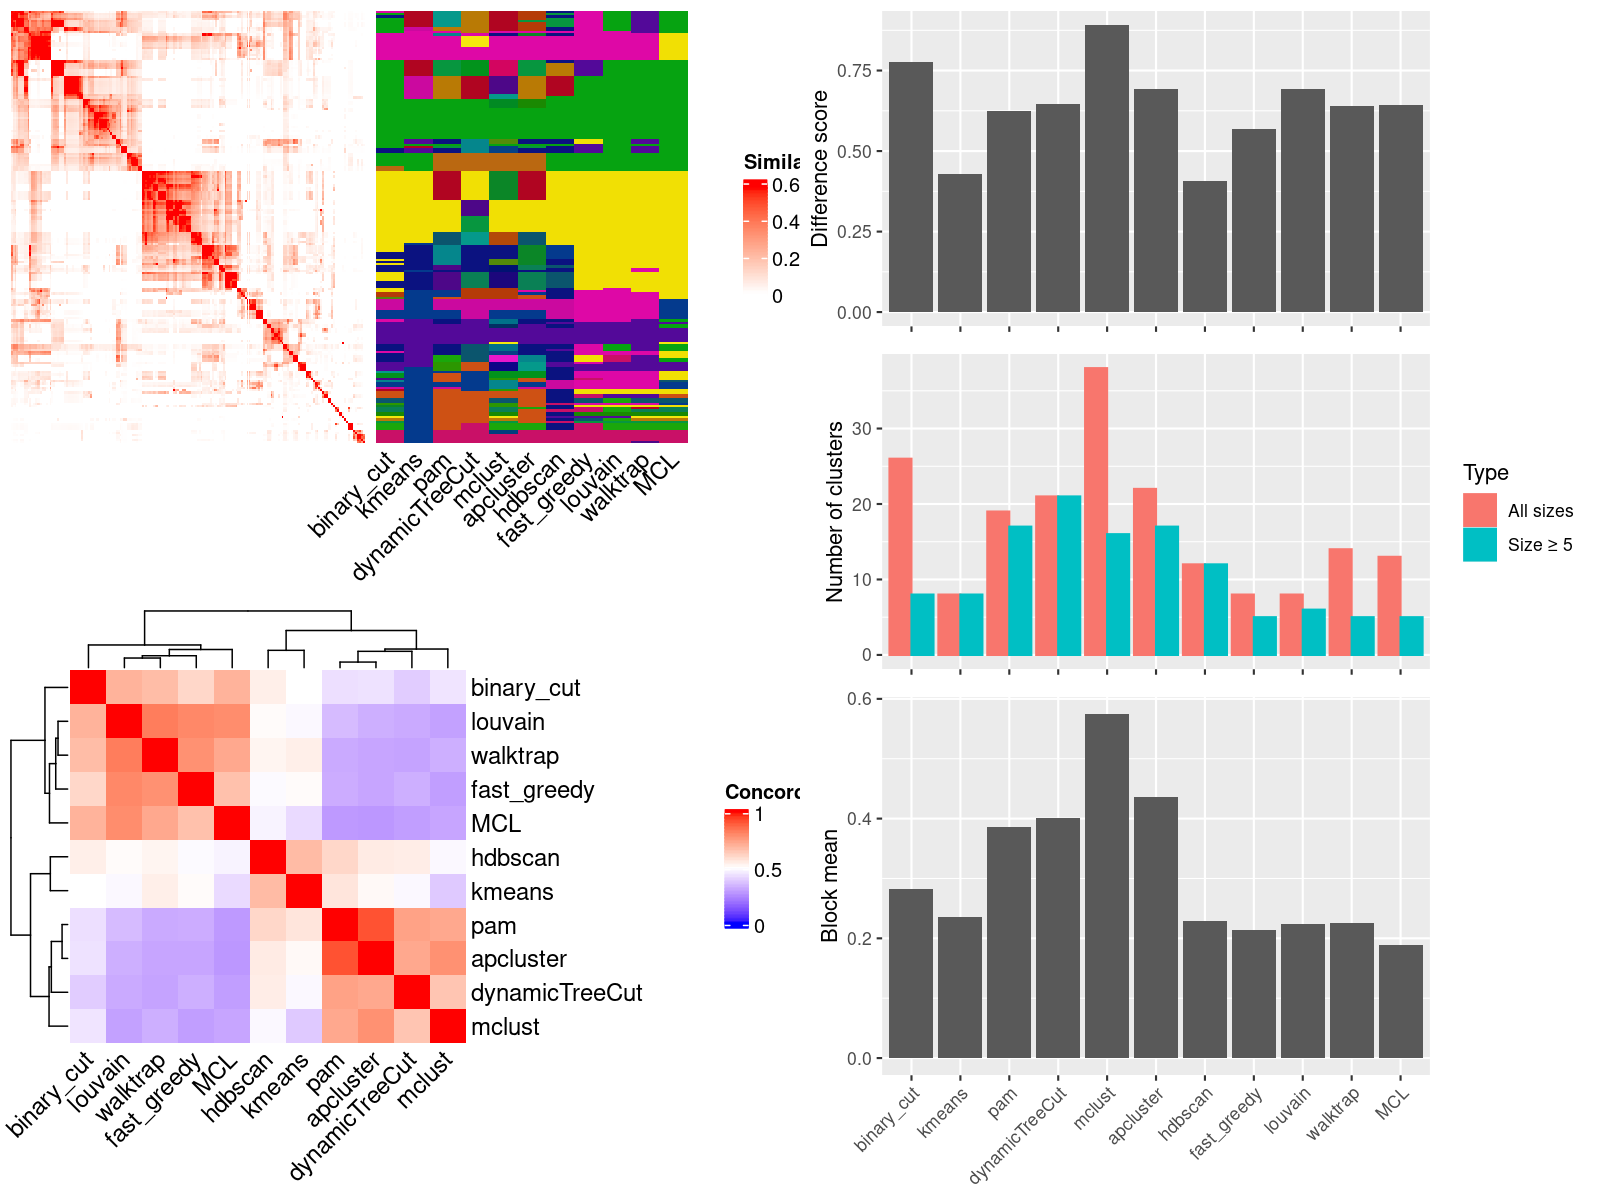 Simila
0.6
0.4
0.2
0
binary_cut
kmeans
pam
dynamicTreeCut
mclust
apcluster
hdbscan
fast_greedy
louvain
walktrap
MCL
Difference score
0.75
0.50
0.25
0.00
Number of clusters
30
20
10
0
Type
All sizes
Size ≥ 5
Block mean
0.6
0.4
0.2
0.0
binary_cut
kmeans
pam
dynamicTreeCut
mclust
apcluster
hdbscan
fast_greedy
louvain
walktrap
MCL
binary_cut
louvain
walktrap
fast_greedy
MCL
hdbscan
kmeans
pam
apcluster
dynamicTreeCut
mclust
Concord
1
0.5
0
binary_cut
louvain
walktrap
fast_greedy
MCL
hdbscan
kmeans
pam
apcluster
dynamicTreeCut
mclust